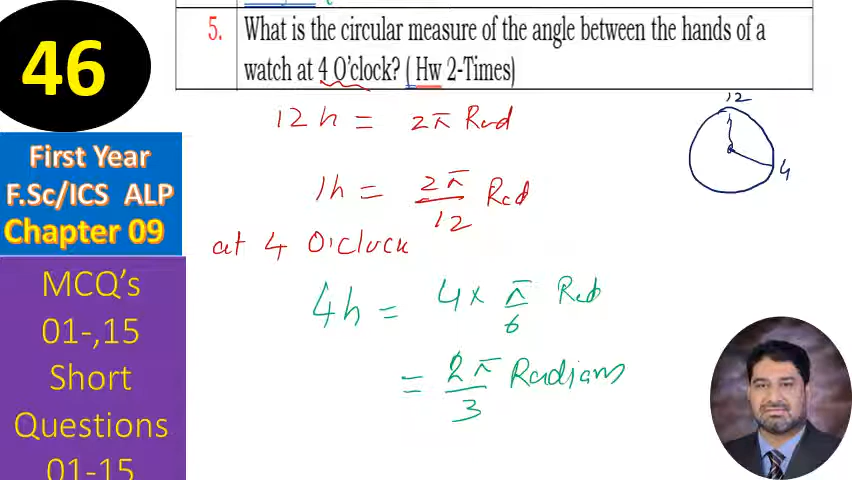 46
First Year
F.Sc/ICS ALP
Chapter 09
MCQ's
01-,15
Short
Questions
01-15
5. What is the circular measure of the angle between the hands of a
watch at 4 O'clock? ( Hw 2-Times)
12 h = 2π Rad
1h = 2π/12 Rad
at 4 O'Clock
4h = 4 × π/6 Rad
= 2π/3 Radians
12
4